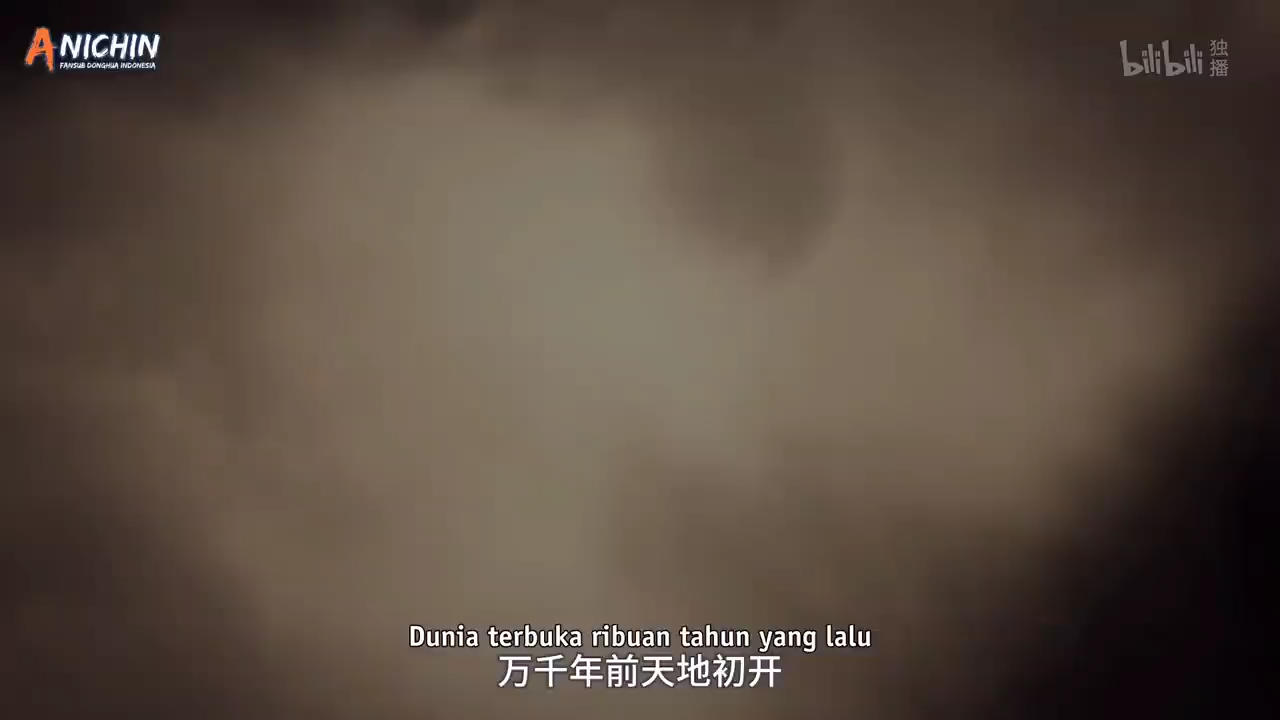 ANICHIN
FANSUB DONGHUA INDONESIA
bilibili 独播
Dunia terbuka ribuan tahun yang lalu
万千年前天地初开